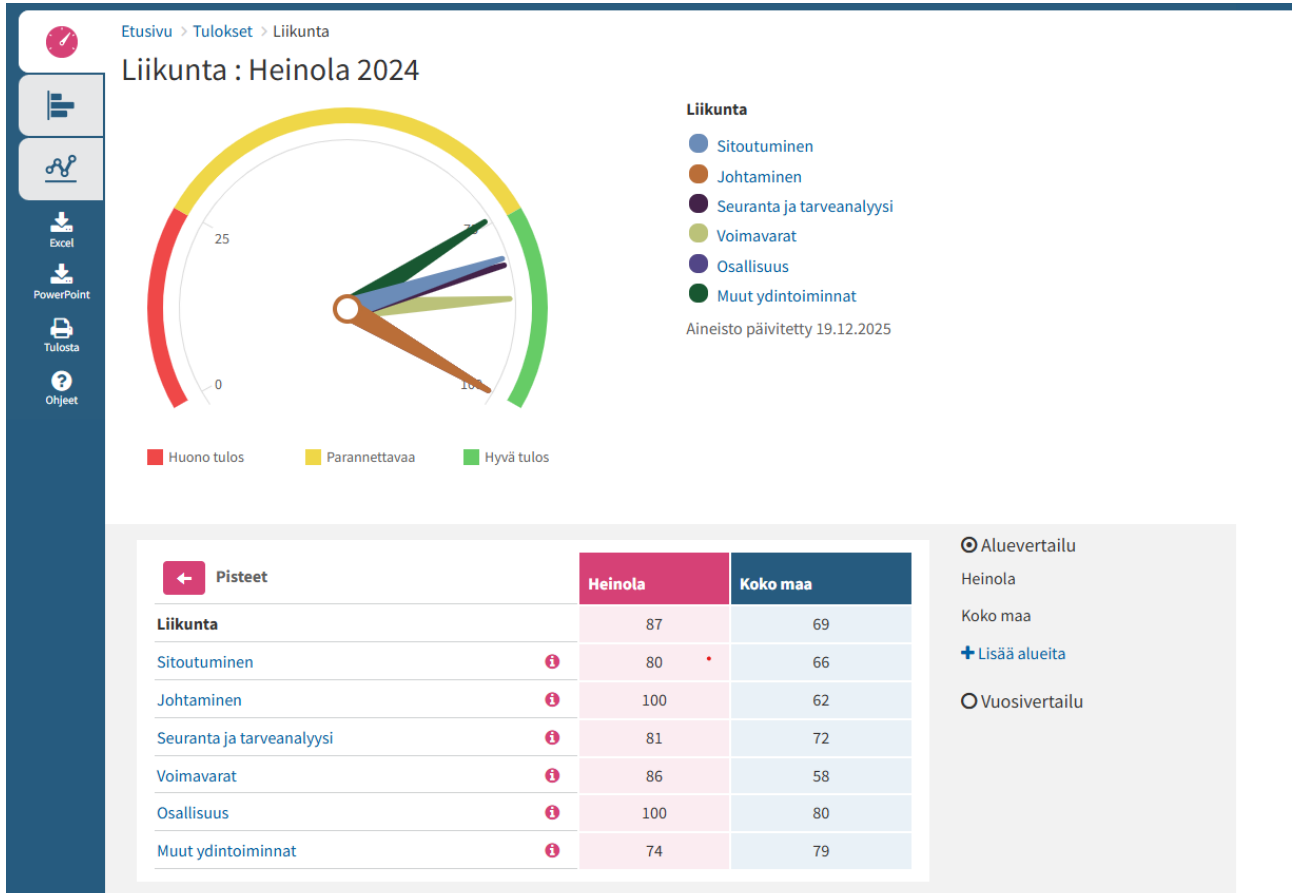 Etusivu > Tulokset > Liikunta
Liikunta : Heinola 2024
Excel
PowerPoint
Tulosta
Ohjeet
0
25
75
100
Huono tulos
Parannettavaa
Hyvä tulos
Liikunta
Sitoutuminen
Johtaminen
Seuranta ja tarveanalyysi
Voimavarat
Osallisuus
Muut ydintoiminnat
Aineisto päivitetty 19.12.2025
Pisteet Heinola Koko maa
Liikunta 87 69
Sitoutuminen 80 66
Johtaminen 100 62
Seuranta ja tarveanalyysi 81 72
Voimavarat 86 58
Osallisuus 100 80
Muut ydintoiminnat 74 79
Aluevertailu
Heinola
Koko maa
Lisää alueita
Vuosivertailu